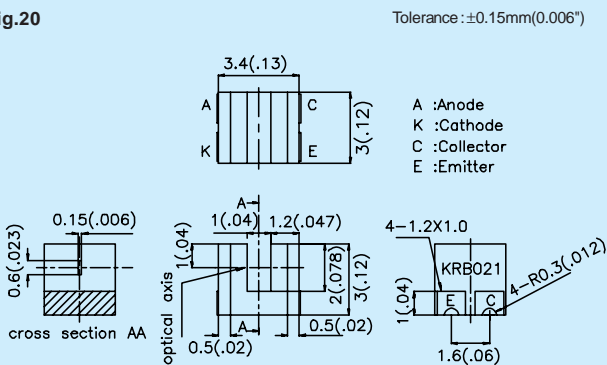 ig.20
Tolerance:±0.15mm(0.006")
3.4(.13)
A
C
K
E
3(.12)
A :Anode
K :Cathode
C :Collector
E :Emitter
0.15(.006)
0.6(0.023)
cross section AA
A
1(.04)
1.2(.047)
1(.04)
optical axis
2(.078)
3(.12)
A
0.5(.02)
0.5(.02)
4-1.2X1.0
KRB021
4-R0.3(.012)
1(.04)
E
C
1.6(.06)